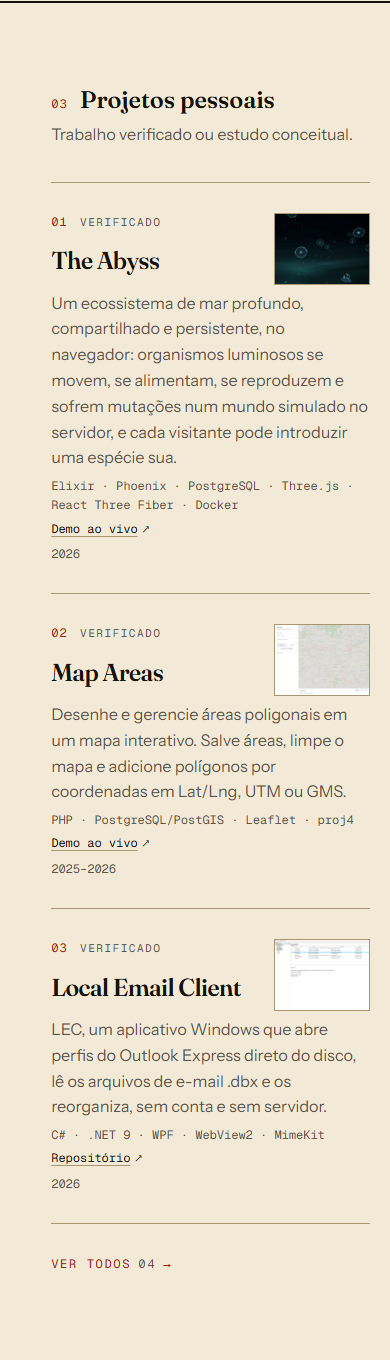 03 Projetos pessoais
Trabalho verificado ou estudo conceitual.
01 VERIFICADO
The Abyss
Um ecossistema de mar profundo,
compartilhado e persistente, no
navegador: organismos luminosos se
movem, se alimentam, se reproduzem e
sofrem mutações num mundo simulado no
servidor, e cada visitante pode introduzir
uma espécie sua.
Elixir · Phoenix · PostgreSQL · Three.js ·
React Three Fiber · Docker
Demo ao vivo ↗
2026
02 VERIFICADO
Map Areas
Desenhe e gerencie áreas poligonais em
um mapa interativo. Salve áreas, limpe o
mapa e adicione polígonos por
coordenadas em Lat/Lng, UTM ou GMS.
PHP · PostgreSQL/PostGIS · Leaflet · proj4
Demo ao vivo ↗
2025–2026
03 VERIFICADO
Local Email Client
LEC, um aplicativo Windows que abre
perfis do Outlook Express direto do disco,
lê os arquivos de e-mail .dbx e os
reorganiza, sem conta e sem servidor.
C# · .NET 9 · WPF · WebView2 · MimeKit
Repositório ↗
2026
VER TODOS 04 →